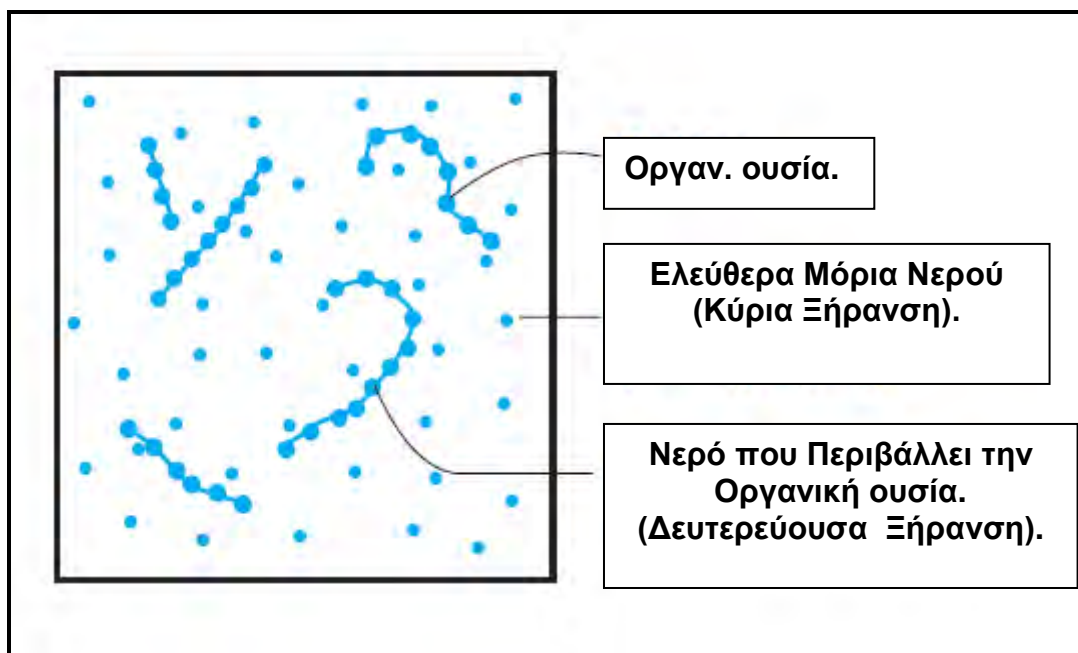 Οργαν. ουσία.
Ελεύθερα Μόρια Νερού
(Κύρια Ξήρανση).
Νερό που Περιβάλλει την
Οργανική ουσία.
(Δευτερεύουσα Ξήρανση).